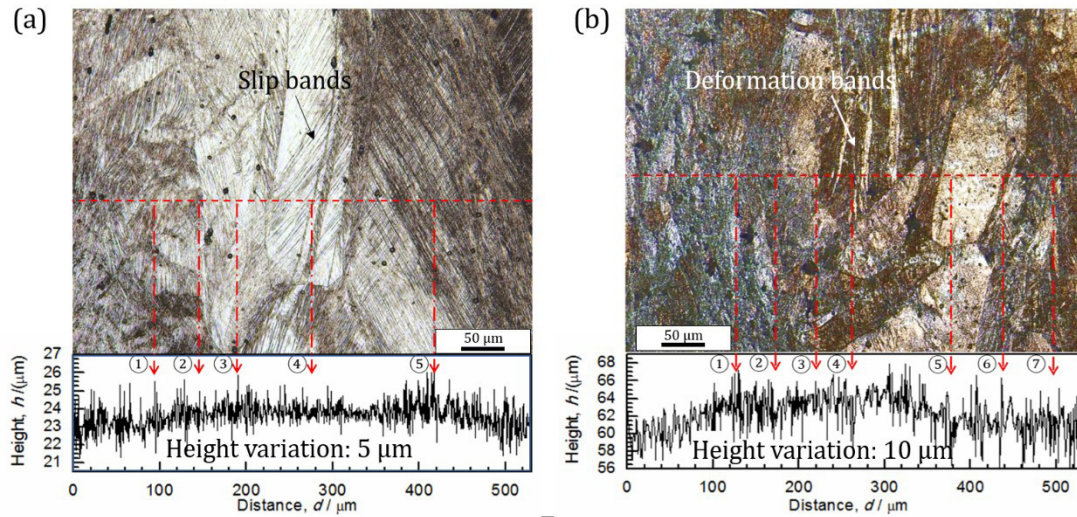 (a)
Slip bands
50 μm
① ② ③ ④ ⑤
27
26
25
24
23
22
21
Height, h /(μm)
Height variation: 5 μm
0 100 200 300 400 500
Distance, d / μm
(b)
Deformation bands
50 μm
① ② ③ ④ ⑤ ⑥ ⑦
68
66
64
62
60
58
56
Height, h /(μm)
Height variation: 10 μm
0 100 200 300 400 500
Distance, d / μm